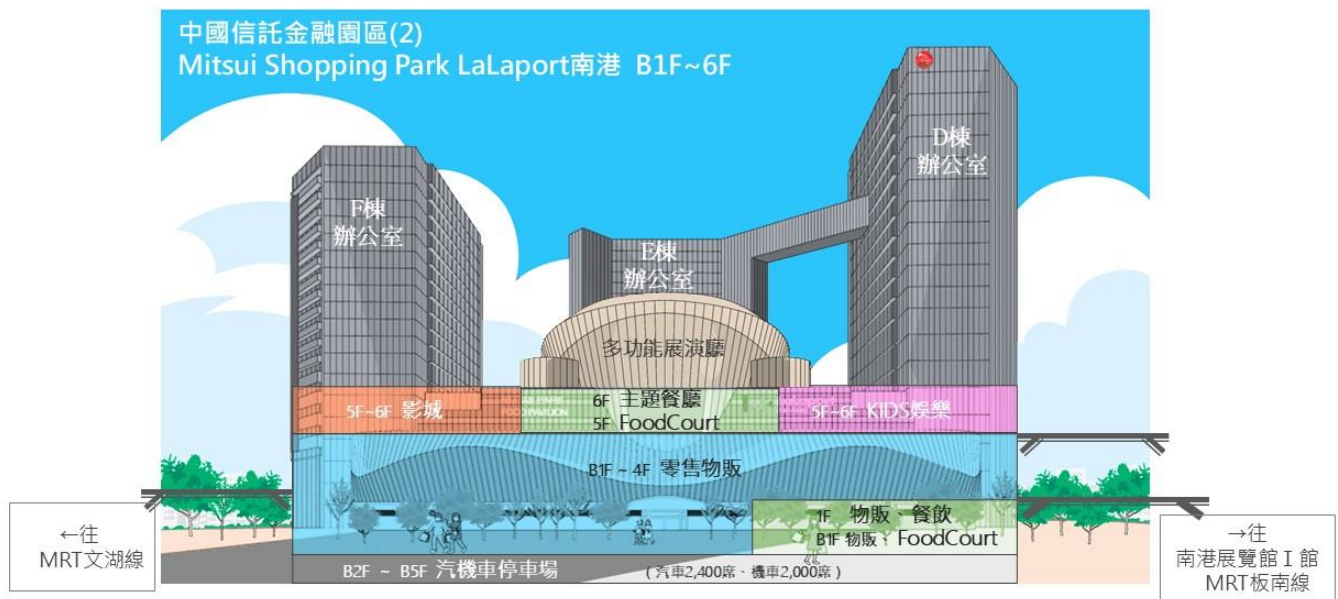 中國信託金融園區(2)
Mitsui Shopping Park LaLaport南港 B1F~6F
D棟
辦公室
F棟
辦公室
E棟
辦公室
多功能展演廳
5F~6F 影城
6F 主題餐廳
5F FoodCourt
5F~6F KIDS娛樂
B1F ~ 4F 零售物販
1F 物販、餐飲
B1F 物販、FoodCourt
B2F ~ B5F 汽機車停車場
(汽車2,400席、機車2,000席)
←往
MRT文湖線
→往
南港展覽館Ⅰ館
MRT板南線